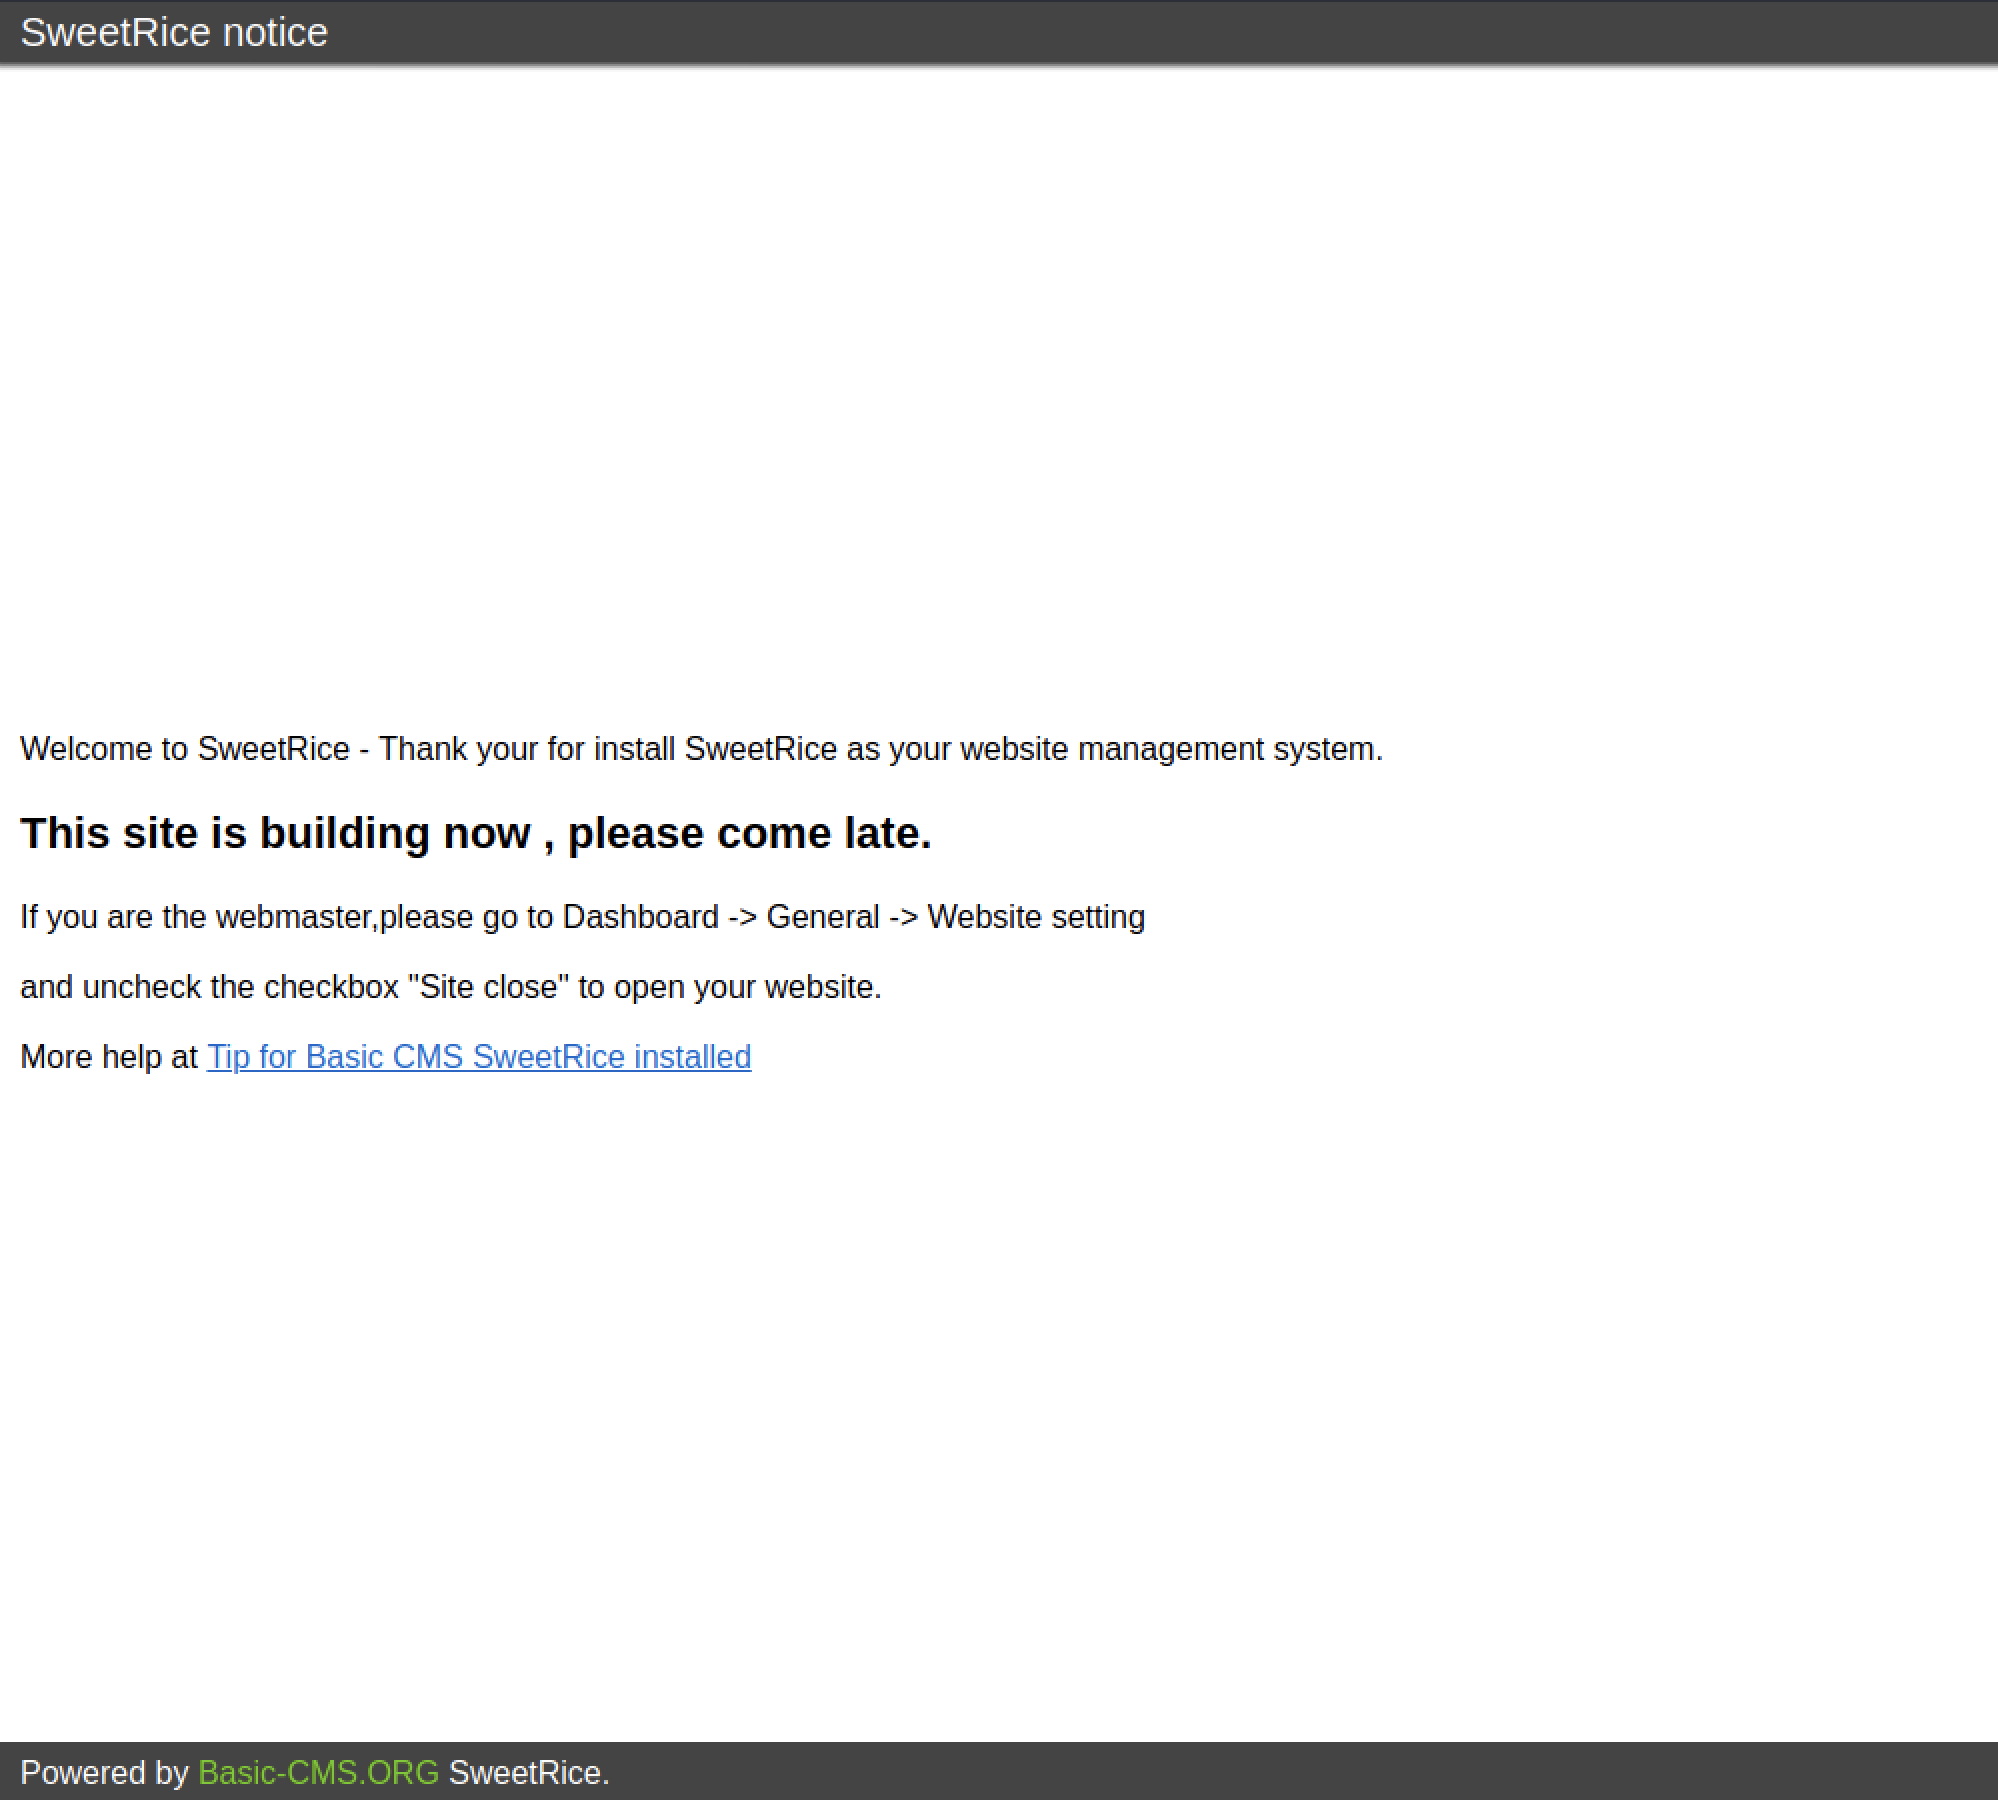 SweetRice notice
Welcome to SweetRice - Thank your for install SweetRice as your website management system.
This site is building now , please come late.
If you are the webmaster,please go to Dashboard -> General -> Website setting
and uncheck the checkbox "Site close" to open your website.
More help at Tip for Basic CMS SweetRice installed
Powered by Basic-CMS.ORG SweetRice.